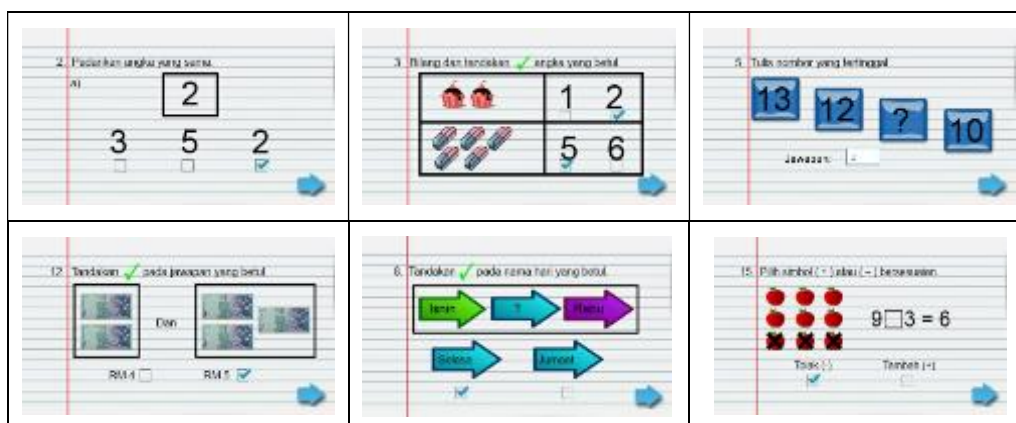 2. Padankan angka yang sama.
a)
2
3 5 2
3. Bilang dan tandakan angka yang betul
1 2
5 6
5. Tulis nombor yang tertinggal
13 12 ? 10
Jawapan:
12. Tandakan pada jawapan yang betul
Dan
RM 4 RM 5
6. Tandakan pada nama hari yang betul
Isnin ? Rabu
Selasa Jumaat
15. Pilih simbol ( + ) atau ( – ) bersesuaian.
9□3 = 6
Tolak (-) Tambah (+)